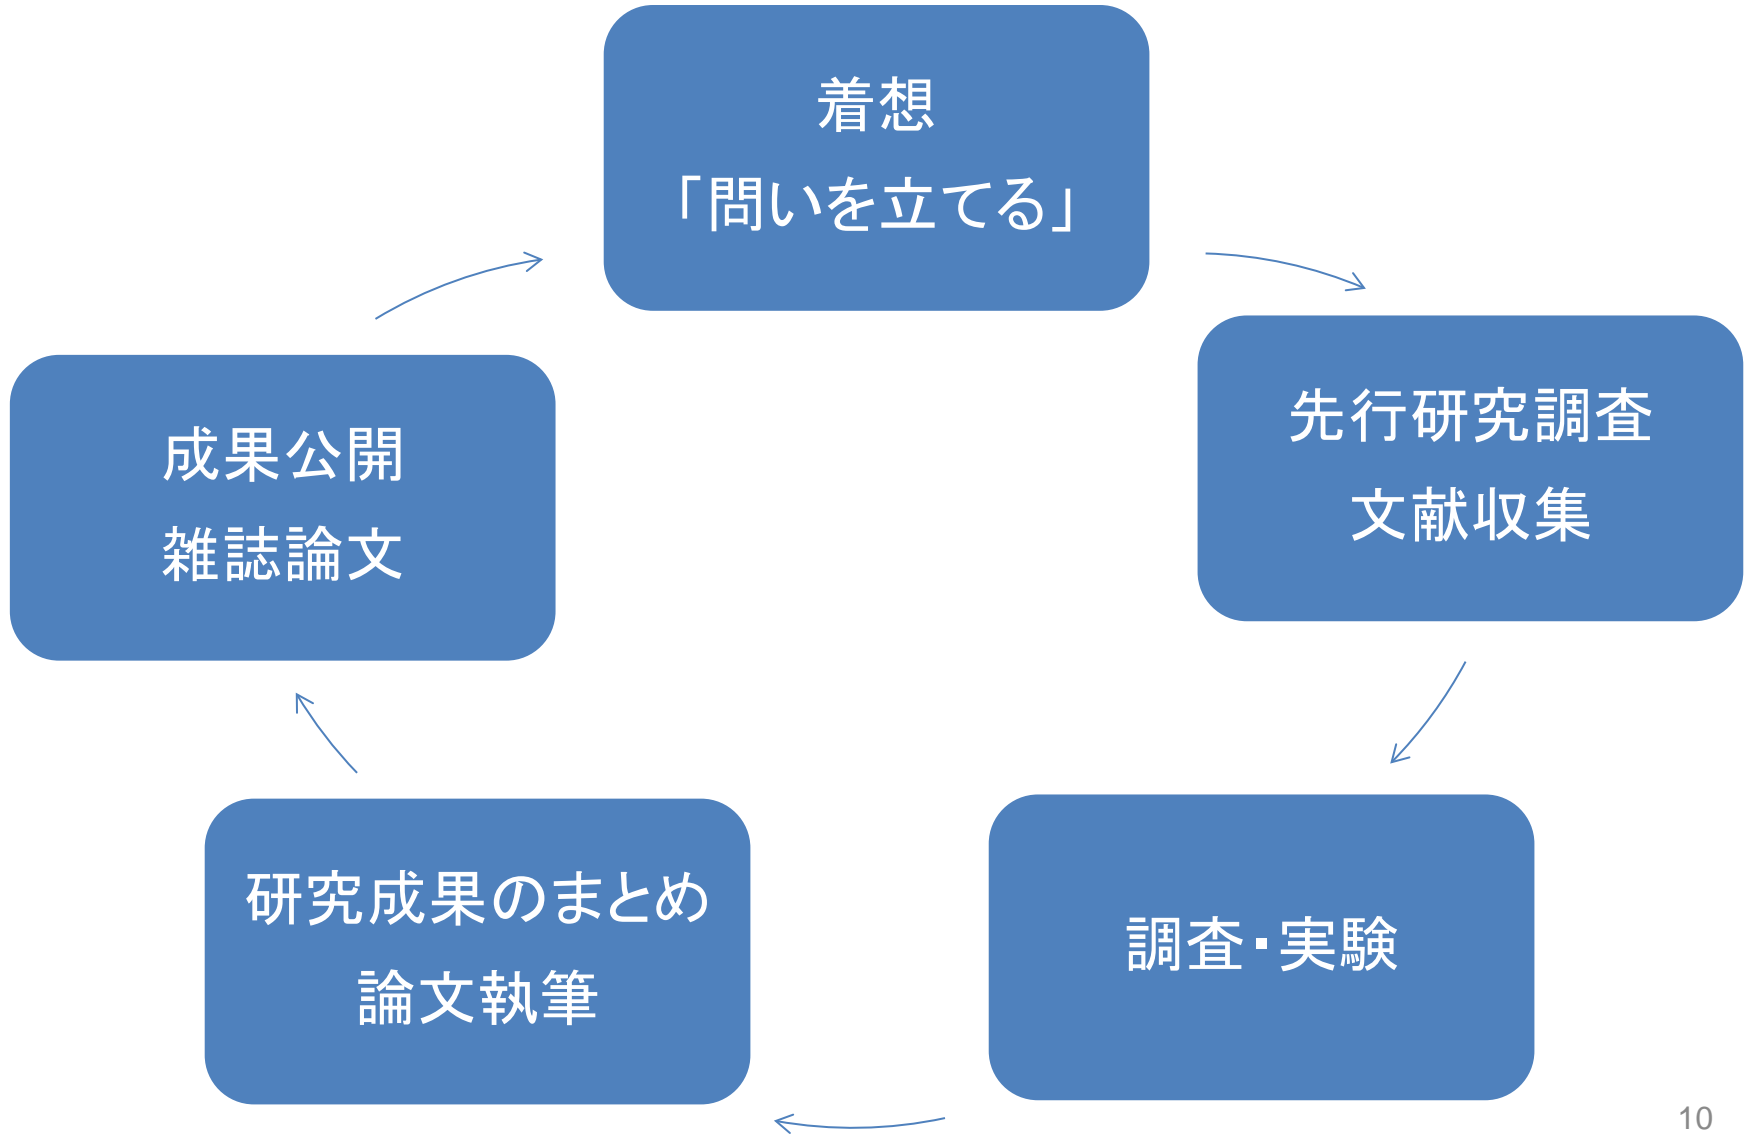 着想
「問いを立てる」
先行研究調査
文献収集
調査・実験
研究成果のまとめ
論文執筆
成果公開
雑誌論文
10